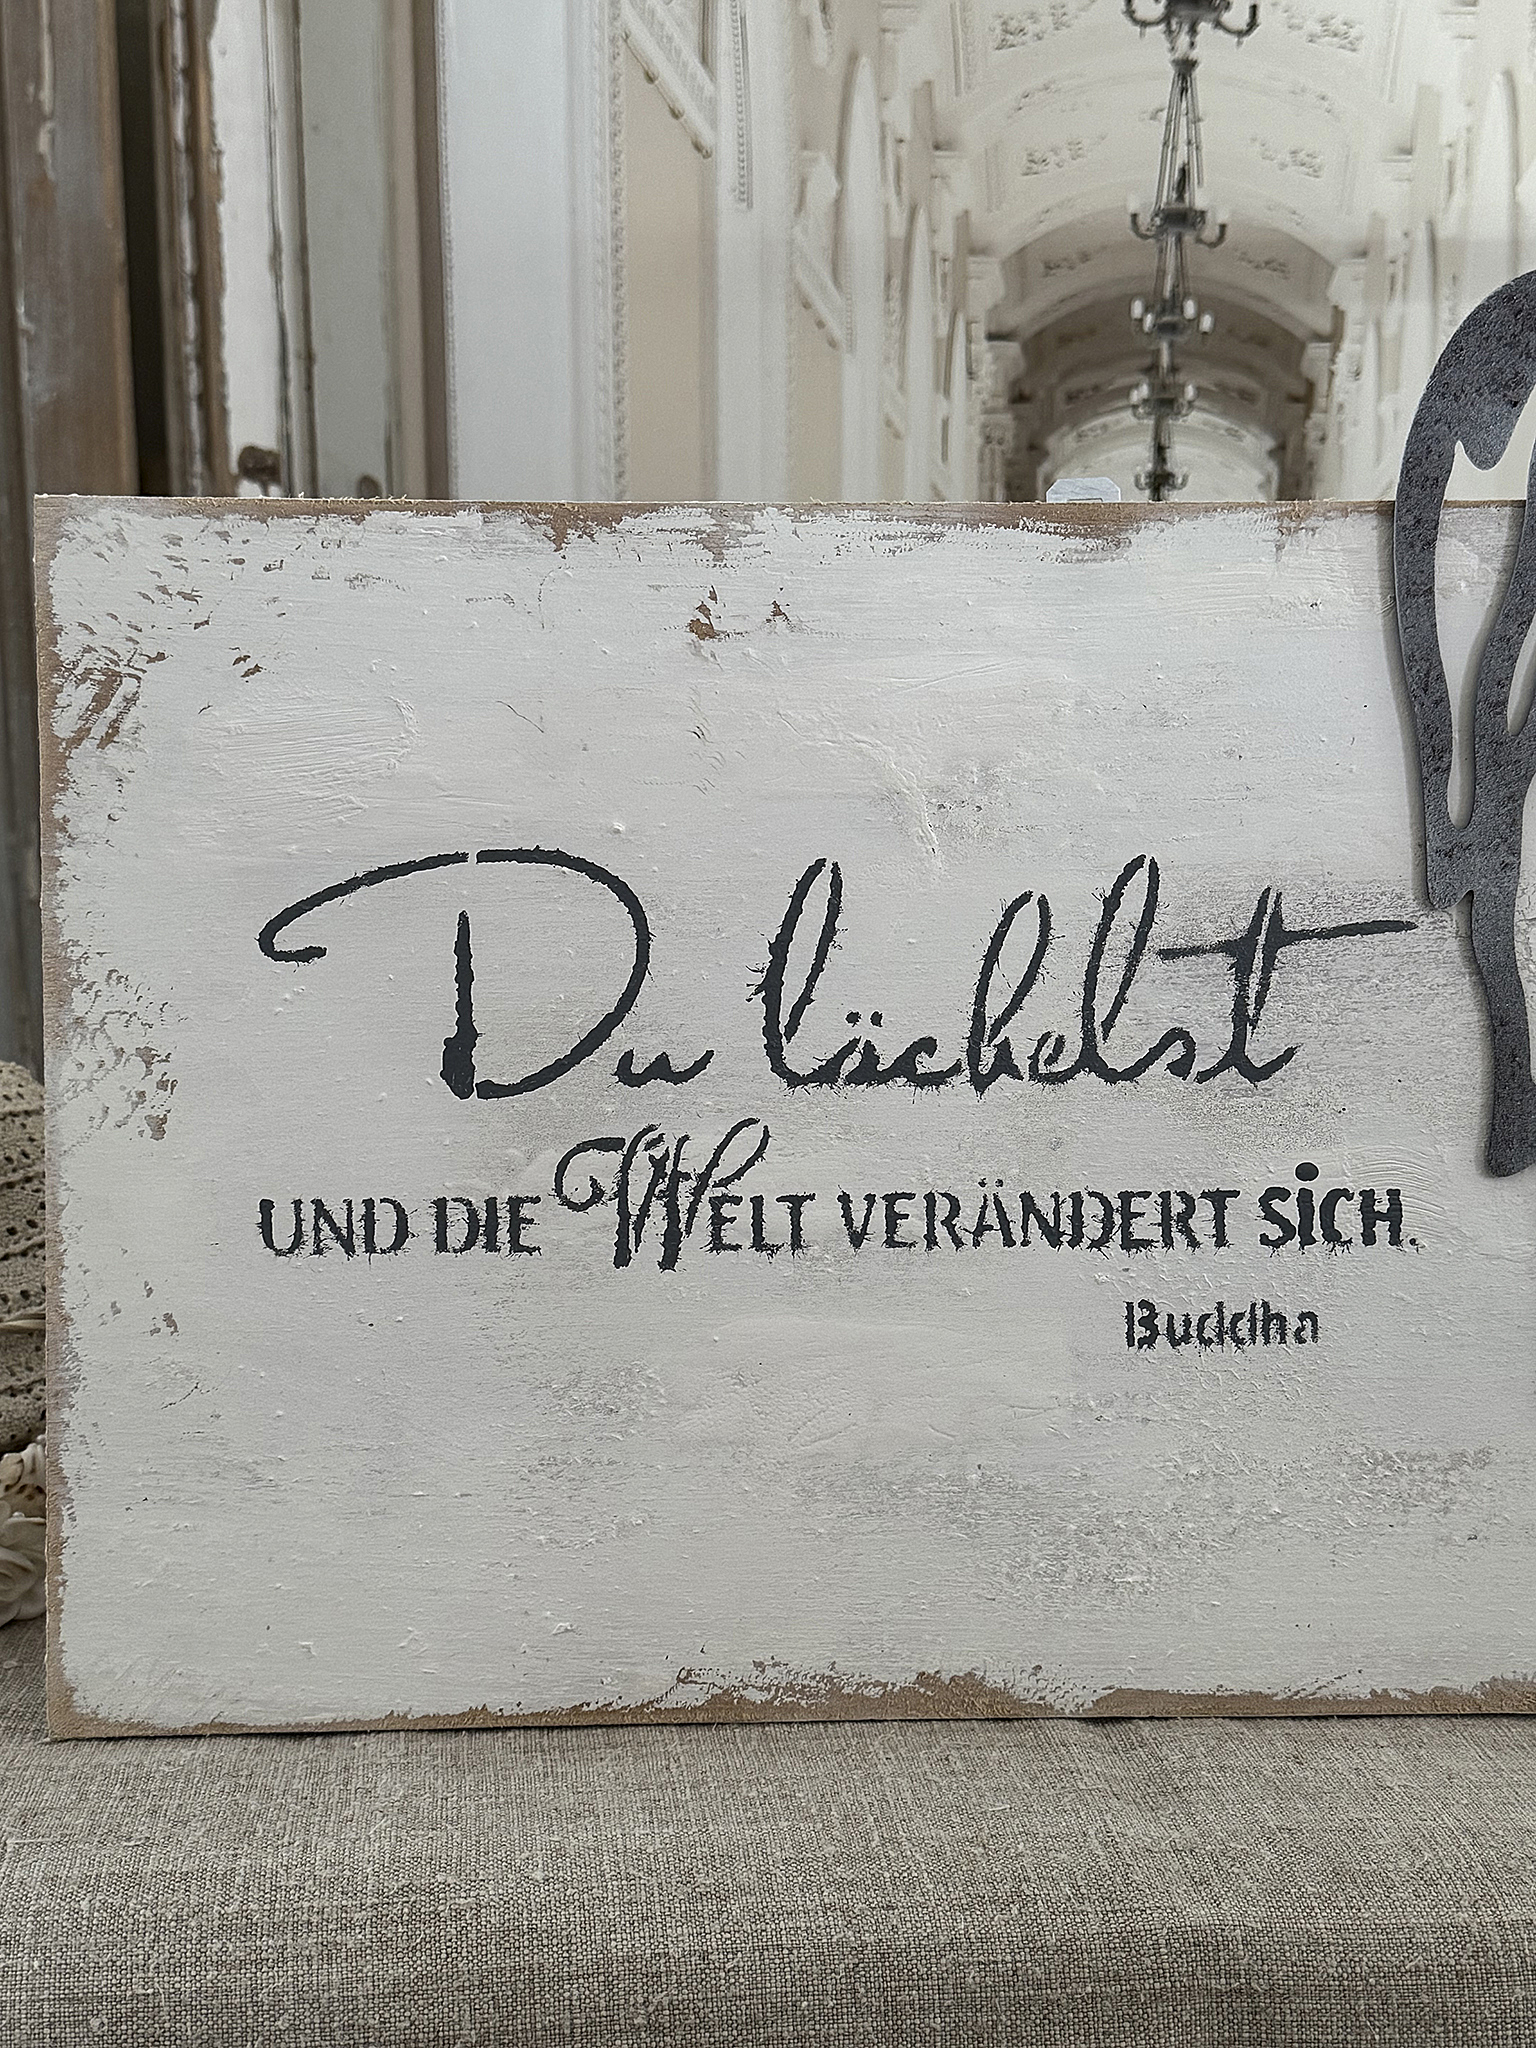 Du lächelst
UND DIE WELT VERÄNDERT SiCH.
Buddha